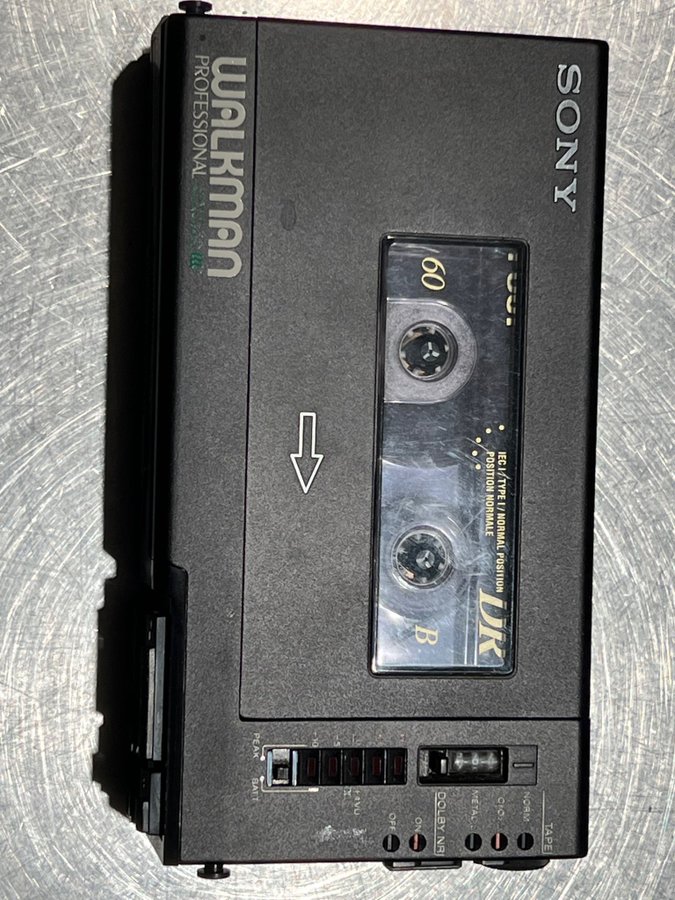 SONY
WALKMAN
PROFESSIONAL
60
IEC I/TYPE I/NORMAL POSITION
POSITION NORMALE
DR
B
PEAK
BATT
TAPE
NORM
CrO₂
METAL
DOLBY NR
ON
OFF